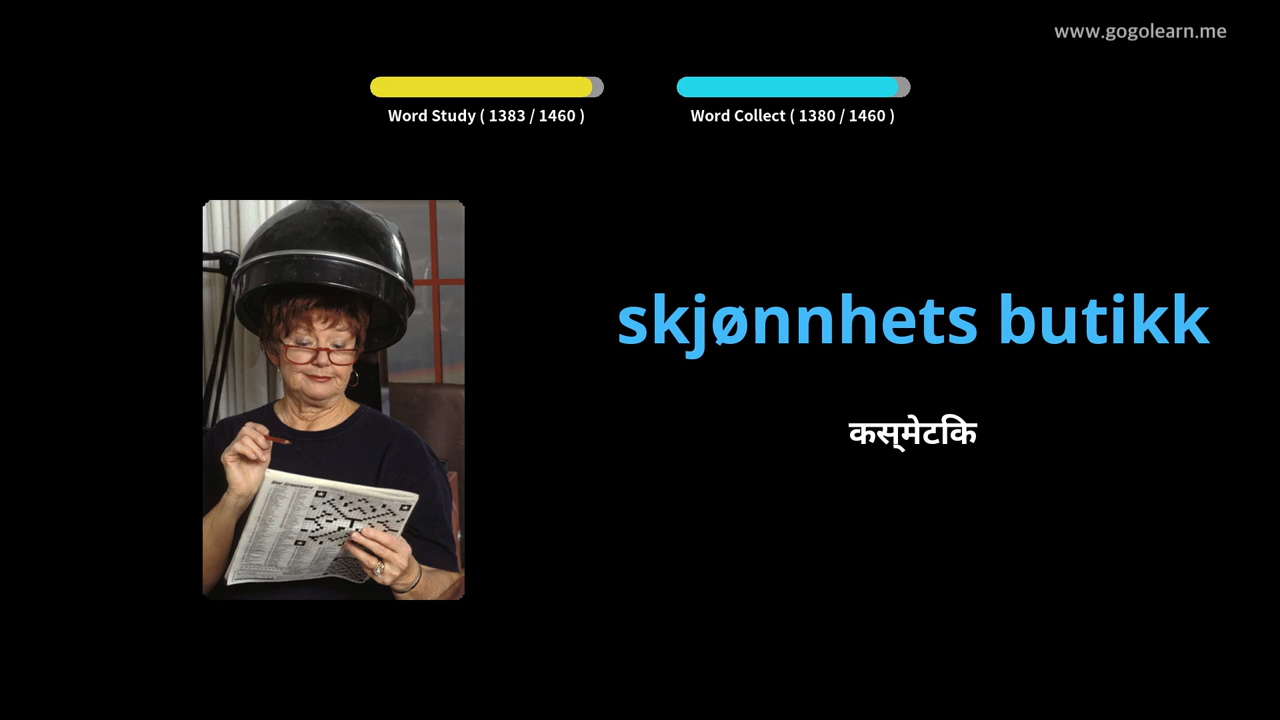 www.gogolearn.me
Word Study ( 1383 / 1460 )
Word Collect ( 1380 / 1460 )
skjønnhets butikk
कस्मेटकि